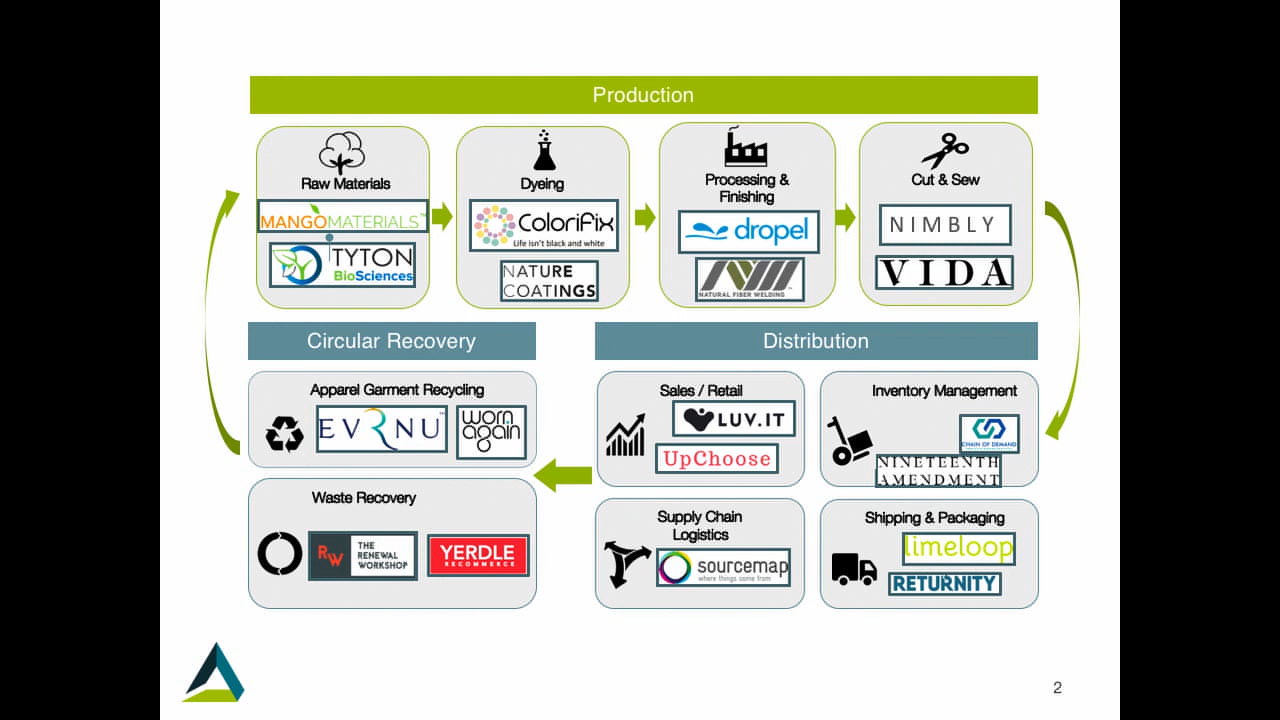 Production
Raw Materials
MANGOMATERIALS™
TYTON
BioSciences
Dyeing
COLORIFIX
Life isn't black and white
NATURE
COATINGS
Processing &
Finishing
dropel
NATURAL FIBER WELDING
Cut & Sew
NIMBLY
VIDA
Circular Recovery
Apparel Garment Recycling
EVRNU™
worn
again
Waste Recovery
RW
THE
RENEWAL
WORKSHOP
YERDLE
RECOMMERCE
Distribution
Sales / Retail
LUV.IT
UpChoose
Inventory Management
CHAIN OF DEMAND
NINETEENTH
AMENDMENT
Supply Chain
Logistics
sourcemap
where things come from
Shipping & Packaging
limeloop
RETURNITY
2